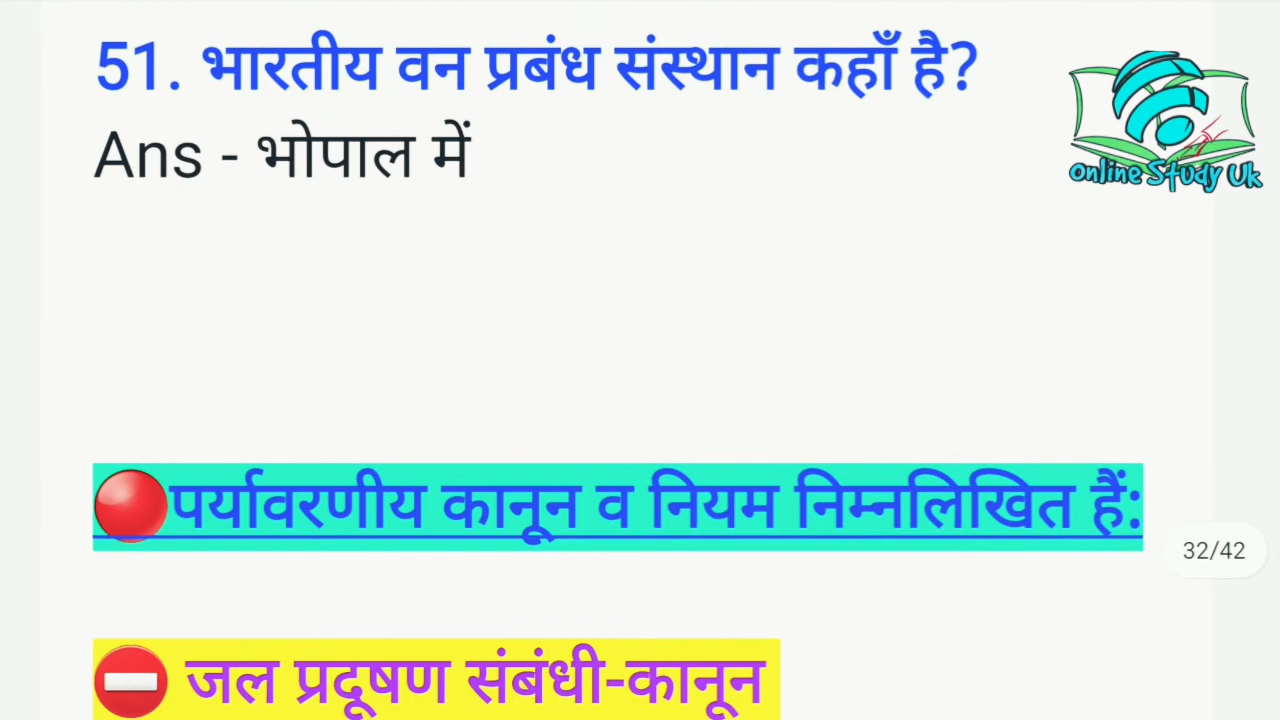 51. भारतीय वन प्रबंध संस्थान कहाँ है?
Ans - भोपाल में
Online Study Uk
पर्यावरणीय कानून व नियम निम्नलिखित हैं:
32/42
जल प्रदूषण संबंधी-कानून